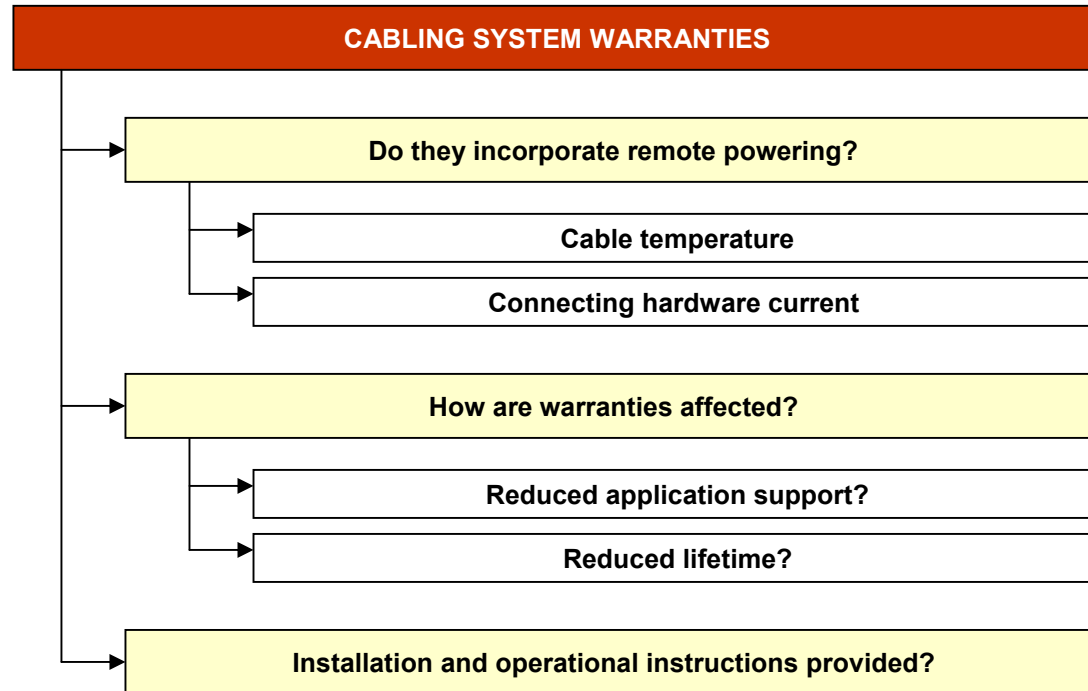 CABLING SYSTEM WARRANTIES
Do they incorporate remote powering?
Cable temperature
Connecting hardware current
How are warranties affected?
Reduced application support?
Reduced lifetime?
Installation and operational instructions provided?